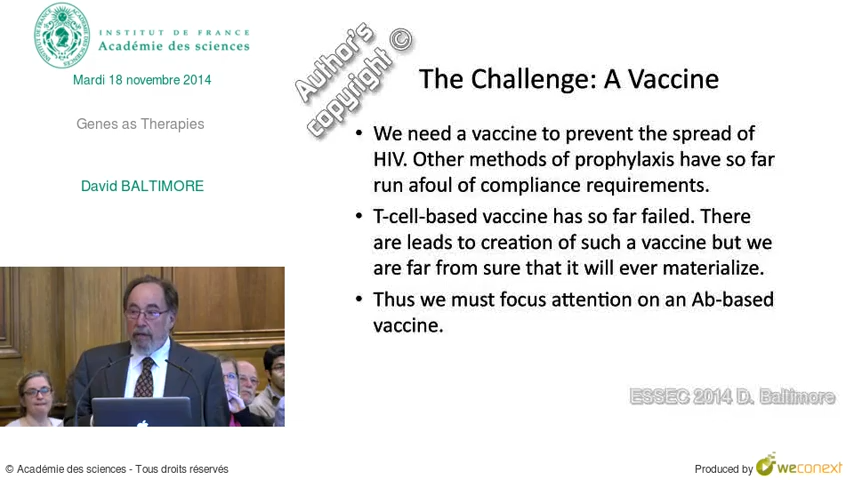 INSTITUT DE FRANCE
Académie des sciences
Mardi 18 novembre 2014
Genes as Therapies
David BALTIMORE
Author's
copyright ©
The Challenge: A Vaccine
• We need a vaccine to prevent the spread of
HIV. Other methods of prophylaxis have so far
run afoul of compliance requirements.
• T-cell-based vaccine has so far failed. There
are leads to creation of such a vaccine but we
are far from sure that it will ever materialize.
• Thus we must focus attention on an Ab-based
vaccine.
ESSEC 2014 D. Baltimore
© Académie des sciences - Tous droits réservés
Produced by weconext